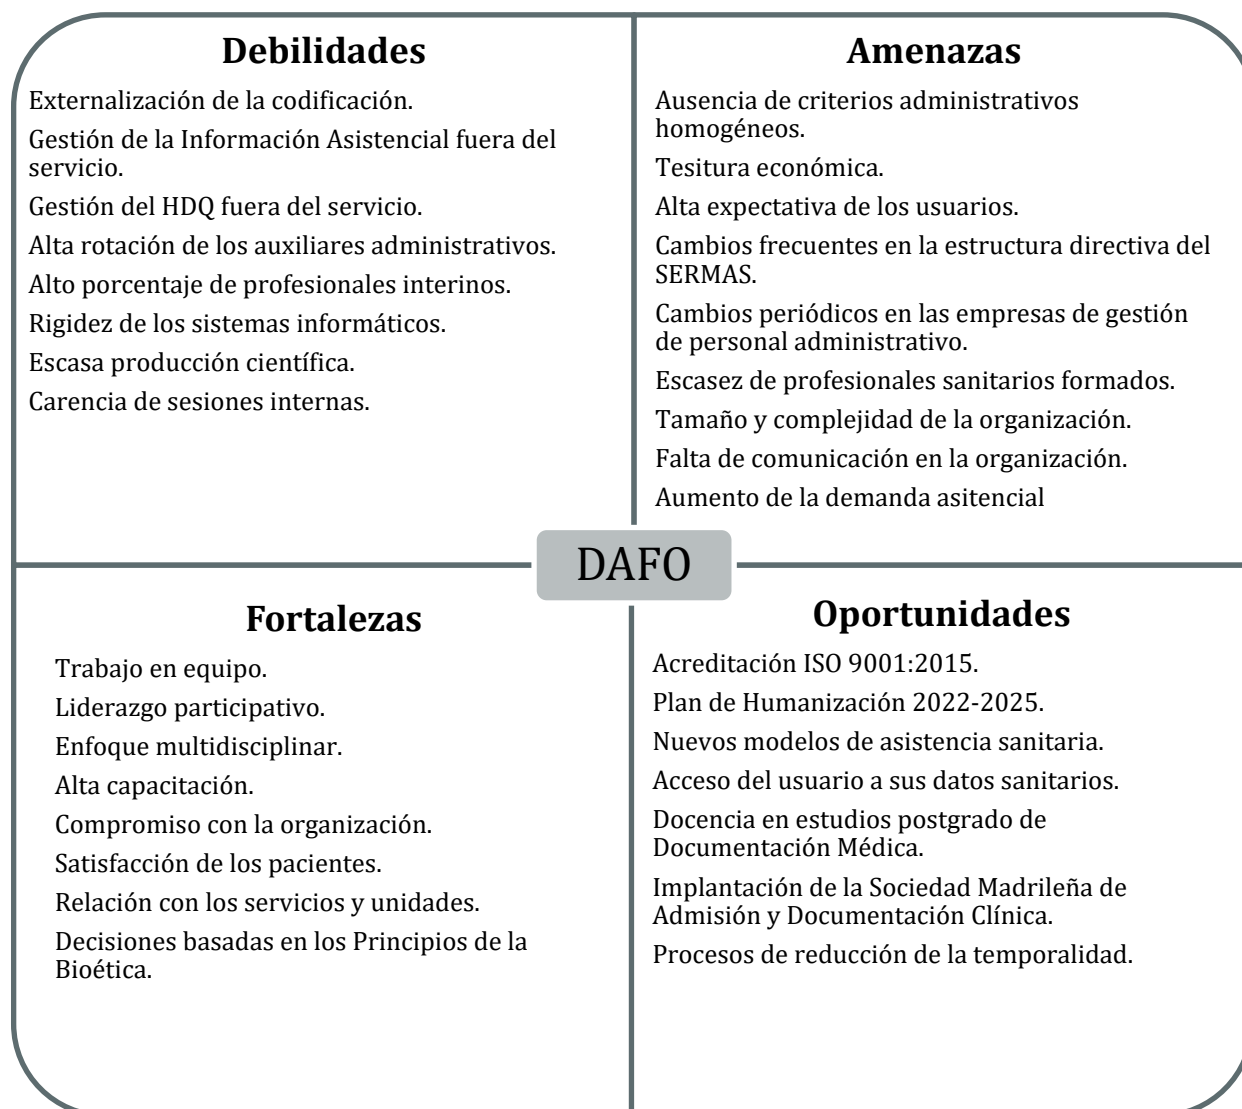 Debilidades
Externalización de la codificación.
Gestión de la Información Asistencial fuera del
servicio.
Gestión del HDQ fuera del servicio.
Alta rotación de los auxiliares administrativos.
Alto porcentaje de profesionales interinos.
Rigidez de los sistemas informáticos.
Escasa producción científica.
Carencia de sesiones internas.
Amenazas
Ausencia de criterios administrativos
homogéneos.
Tesitura económica.
Alta expectativa de los usuarios.
Cambios frecuentes en la estructura directiva del
SERMAS.
Cambios periódicos en las empresas de gestión
de personal administrativo.
Escasez de profesionales sanitarios formados.
Tamaño y complejidad de la organización.
Falta de comunicación en la organización.
Aumento de la demanda asitencial
DAFO
Fortalezas
Trabajo en equipo.
Liderazgo participativo.
Enfoque multidisciplinar.
Alta capacitación.
Compromiso con la organización.
Satisfacción de los pacientes.
Relación con los servicios y unidades.
Decisiones basadas en los Principios de la
Bioética.
Oportunidades
Acreditación ISO 9001:2015.
Plan de Humanización 2022-2025.
Nuevos modelos de asistencia sanitaria.
Acceso del usuario a sus datos sanitarios.
Docencia en estudios postgrado de
Documentación Médica.
Implantación de la Sociedad Madrileña de
Admisión y Documentación Clínica.
Procesos de reducción de la temporalidad.